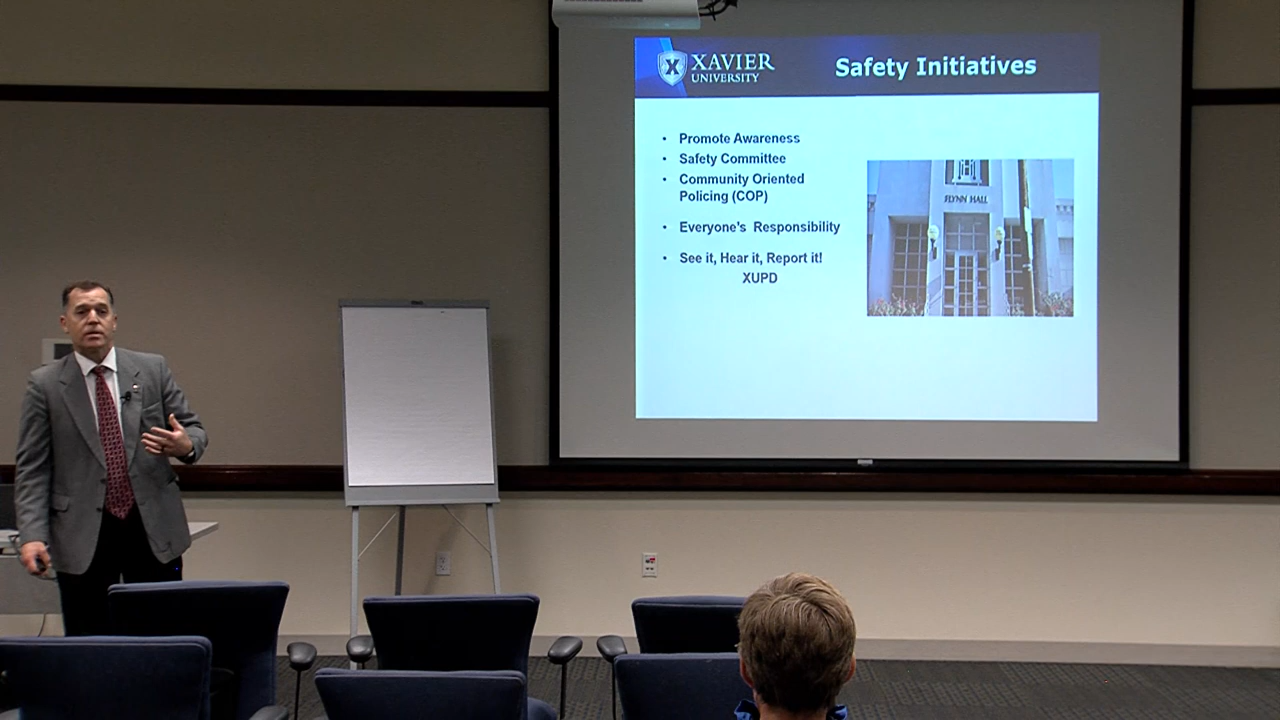 XAVIER
UNIVERSITY
Safety Initiatives
• Promote Awareness
• Safety Committee
• Community Oriented
Policing (COP)
• Everyone's Responsibility
• See it, Hear it, Report it!
XUPD
FLYNN HALL